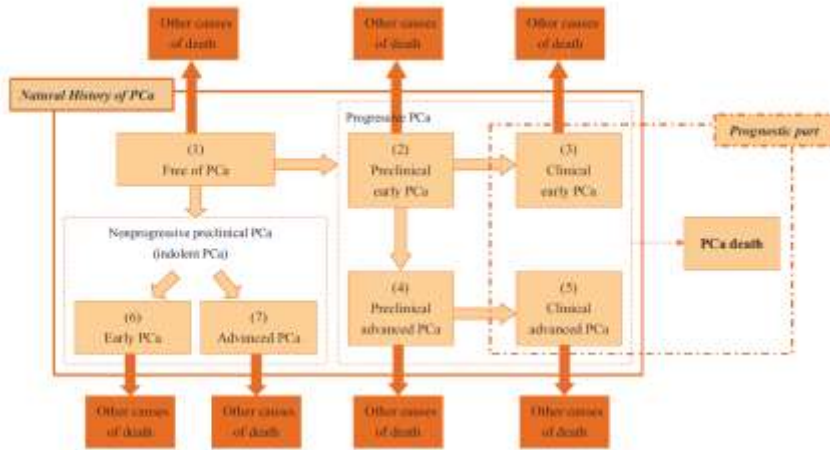 Other causes
of death
Other causes
of death
Other causes
of death
Natural History of PCa
Progressive PCa
Prognostic part
(1)
Free of PCa
(2)
Preclinical
early PCa
(3)
Clinical
early PCa
Nonprogressive preclinical PCa
(indolent PCa)
PCa death
(4)
Preclinical
advanced PCa
(5)
Clinical
advanced PCa
(6)
Early PCa
(7)
Advanced PCa
Other causes
of death
Other causes
of death
Other causes
of death
Other causes
of death